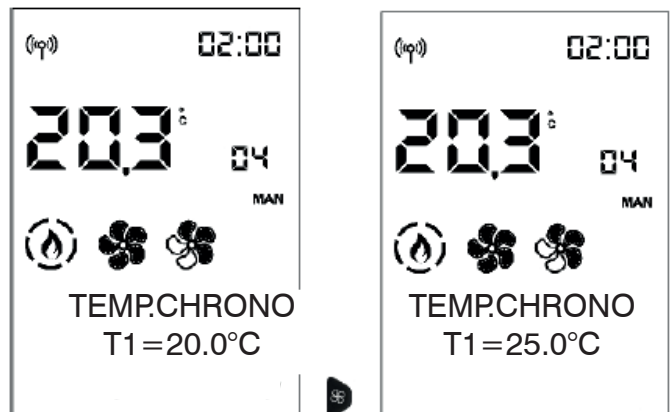 02:00
20,3 °C
04
MAN
TEMP.CHRONO
T1=20.0°C
02:00
20,3 °C
04
MAN
TEMP.CHRONO
T1=25.0°C